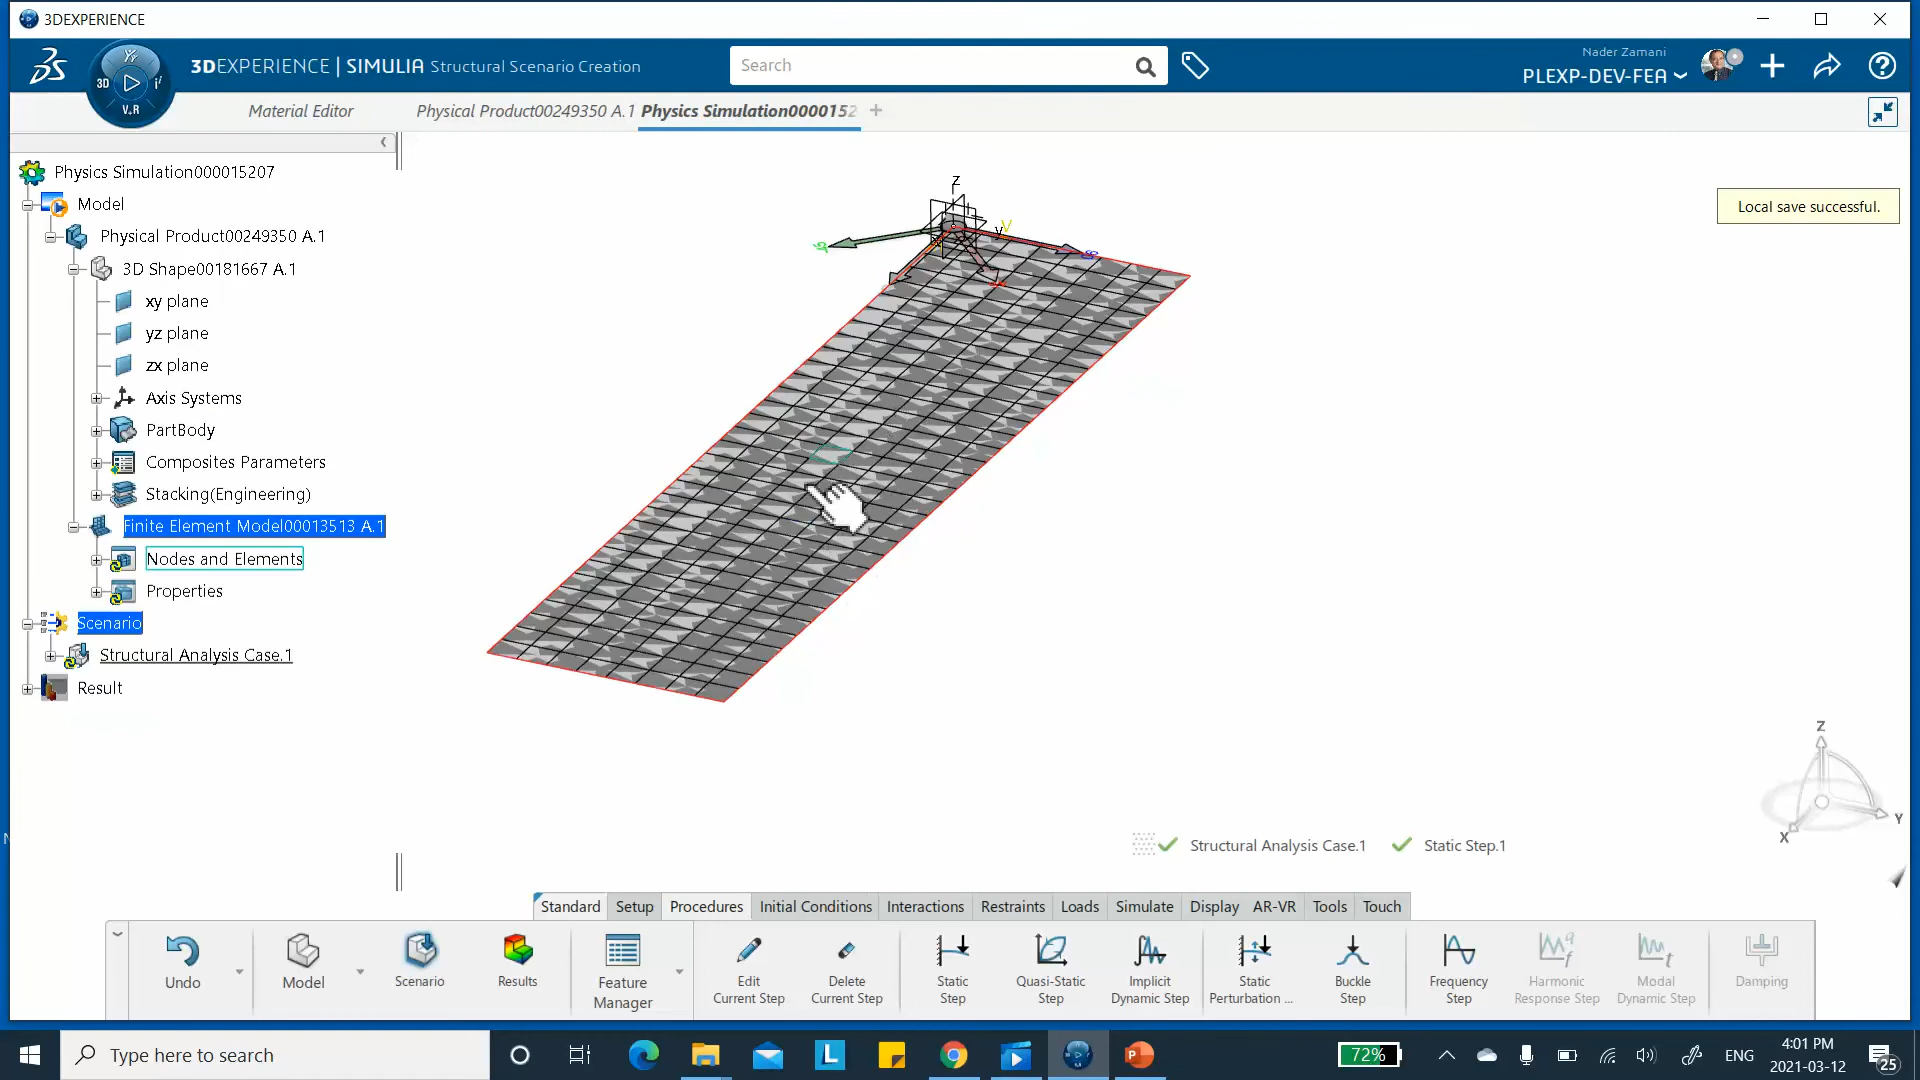 3DEXPERIENCE
3DEXPERIENCE | SIMULIA Structural Scenario Creation
Search
Nader Zamani
PLEXP-DEV-FEA
3D
V.R
Material Editor
Physical Product00249350 A.1
Physics Simulation0000152
Physics Simulation000015207
Model
Physical Product00249350 A.1
3D Shape00181667 A.1
xy plane
yz plane
zx plane
Axis Systems
PartBody
Composites Parameters
Stacking(Engineering)
Finite Element Model00013513 A.1
Nodes and Elements
Properties
Scenario
Structural Analysis Case.1
Result
Local save successful.
Z
Y
Z
Y
X
Structural Analysis Case.1
Static Step.1
Standard
Setup
Procedures
Initial Conditions
Interactions
Restraints
Loads
Simulate
Display
AR-VR
Tools
Touch
Undo
Model
Scenario
Results
Feature Manager
Edit Current Step
Delete Current Step
Static Step
Quasi-Static Step
Implicit Dynamic Step
Static Perturbation ...
Buckle Step
Frequency Step
Harmonic Response Step
Modal Dynamic Step
Damping
Type here to search
72%
ENG
4:01 PM
2021-03-12
25